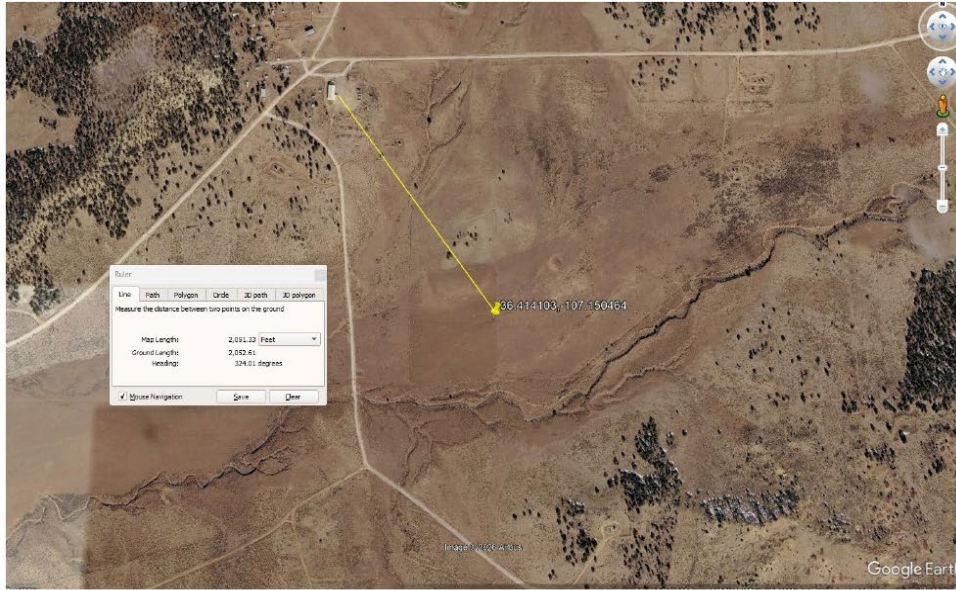 N
Ruler
Line Path Polygon Circle 3D path 3D polygon
Measure the distance between two points on the ground
Map Length: 2,051.33 Feet
Ground Length: 2,052.61
Heading: 324.01 degrees
Mouse Navigation Save Clear
36.414103, 107.150464
Google Earth